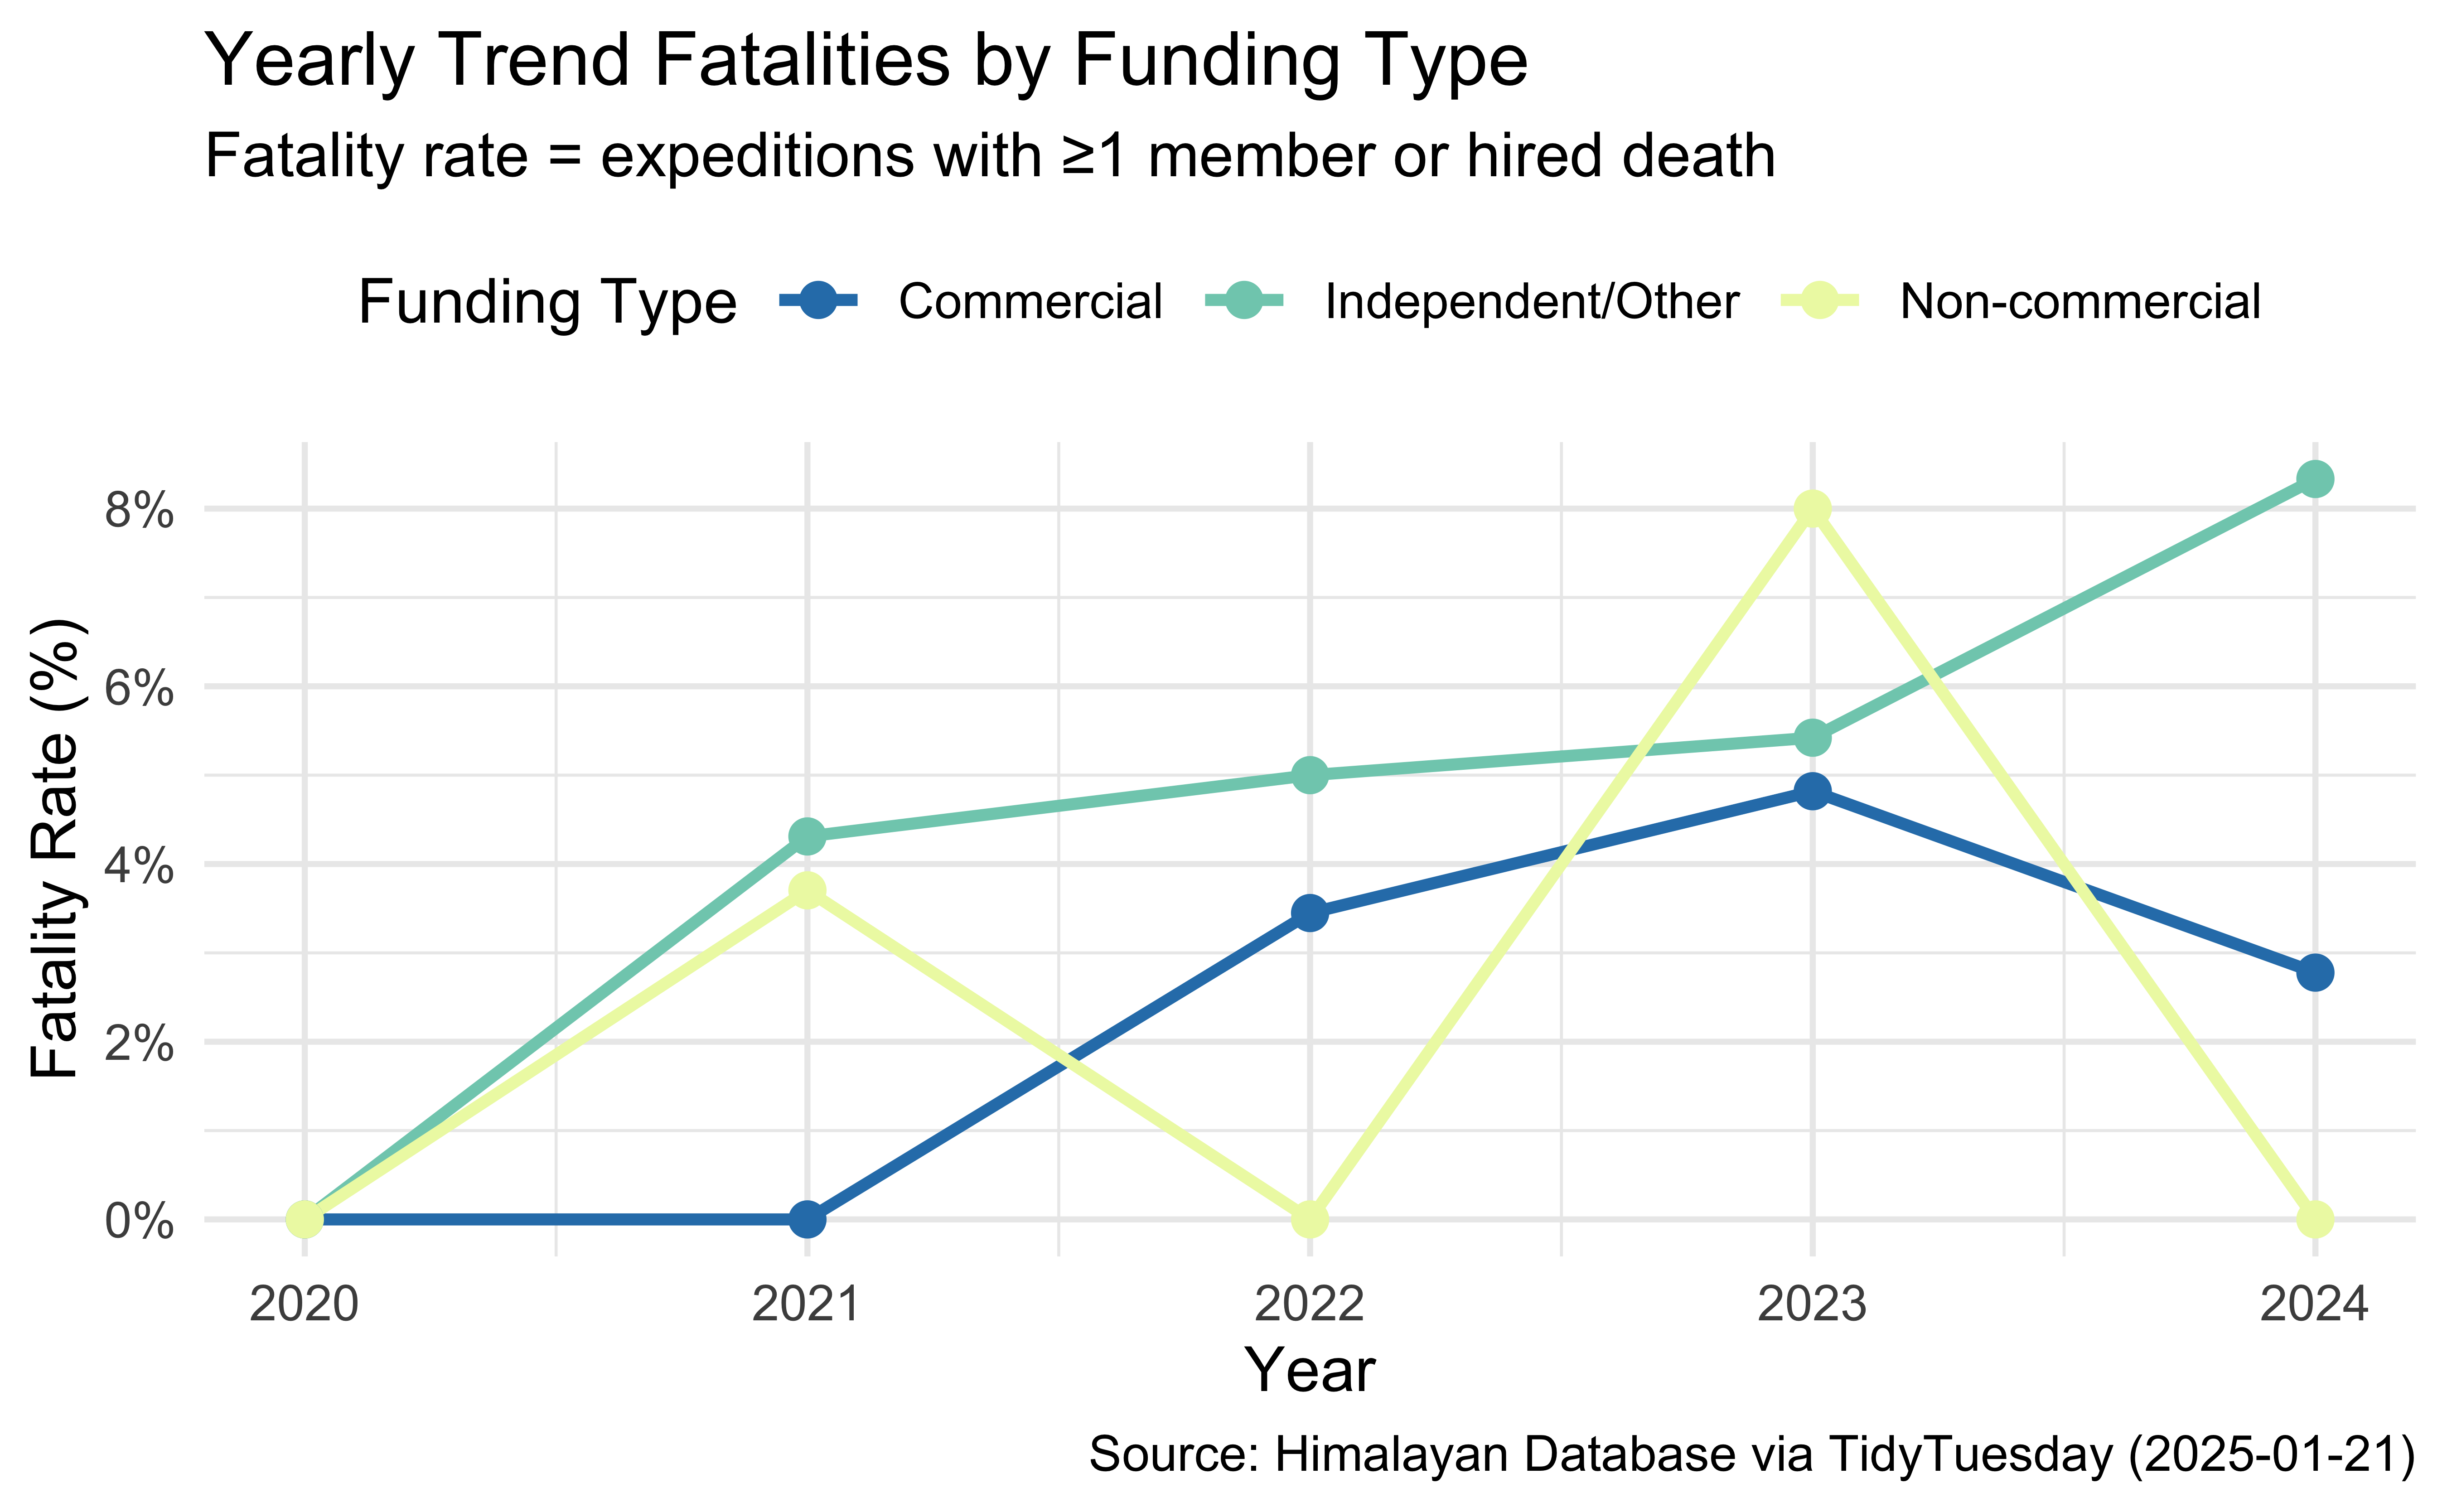 Yearly Trend Fatalities by Funding Type
Fatality rate = expeditions with ≥1 member or hired death
Funding Type Commercial Independent/Other Non-commercial
Fatality Rate (%)
8%
6%
4%
2%
0%
2020 2021 2022 2023 2024
Year
Source: Himalayan Database via TidyTuesday (2025-01-21)